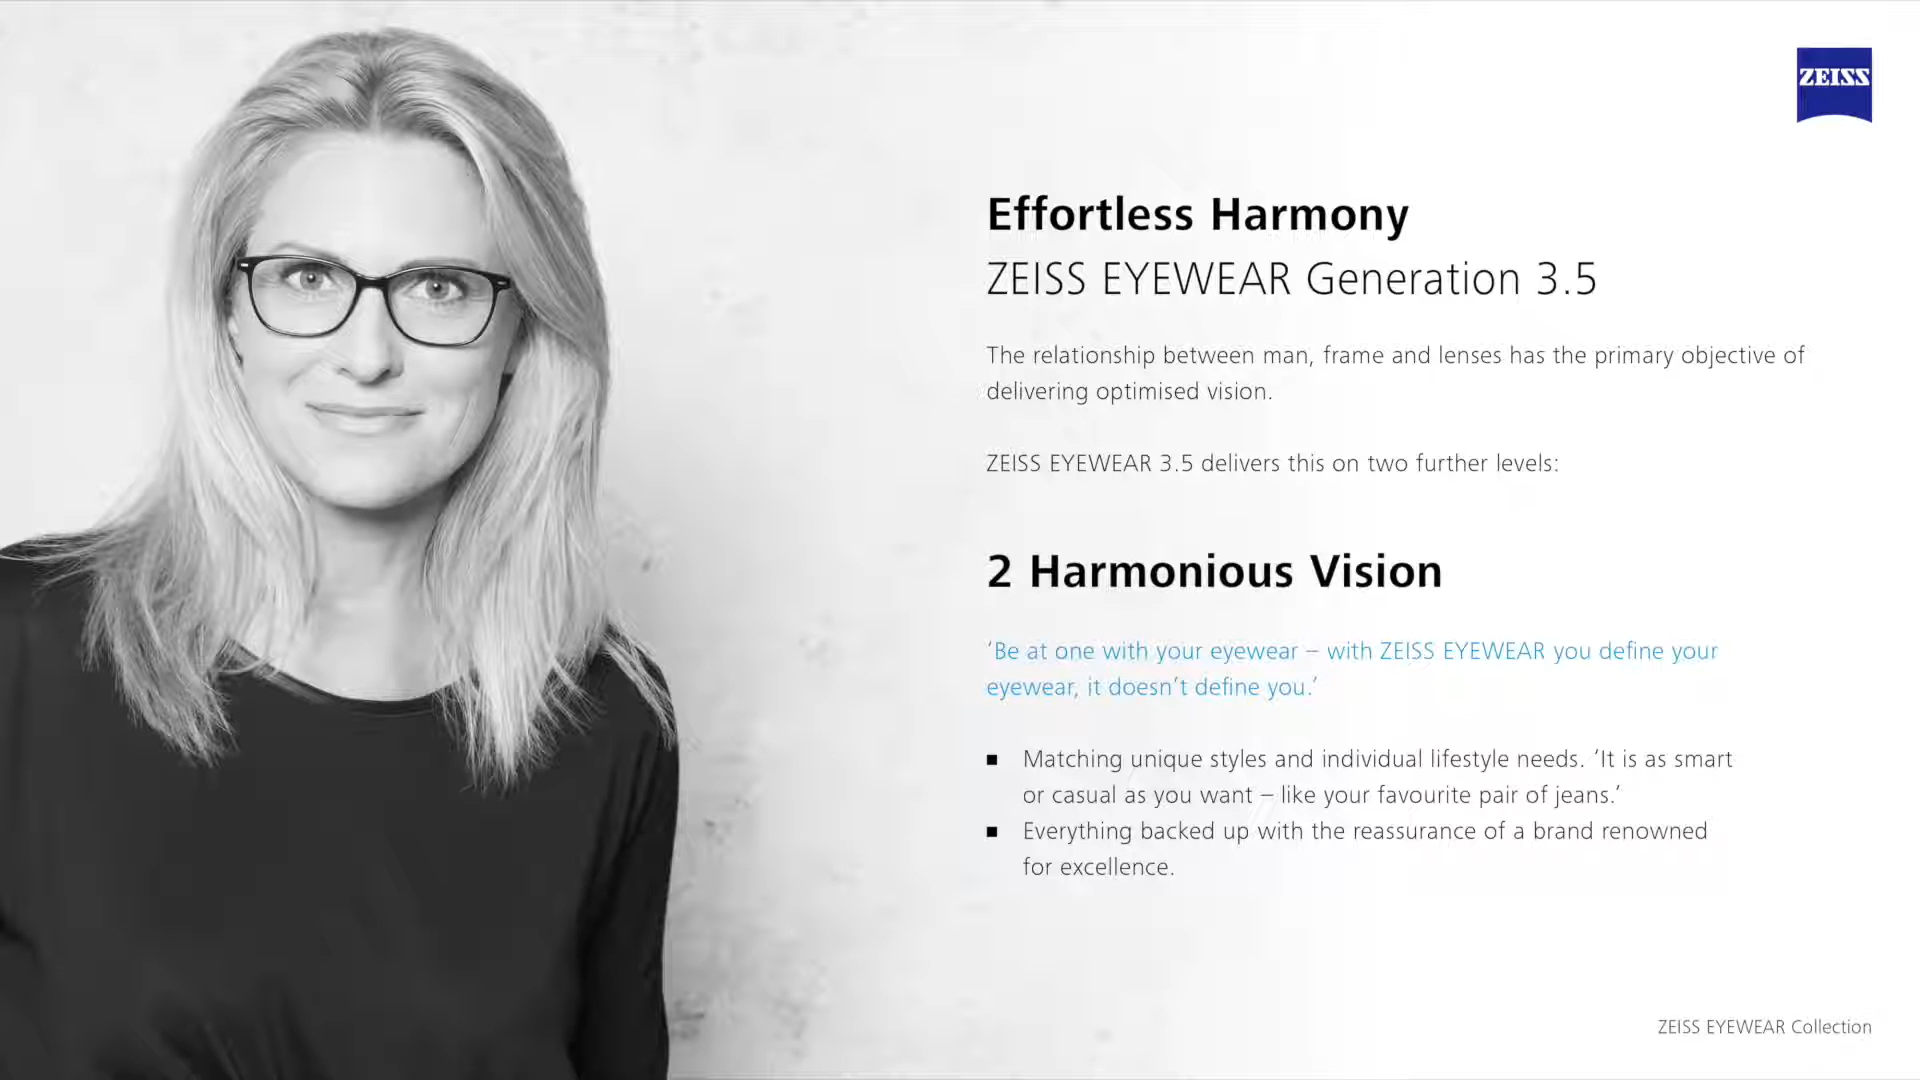 ZEISS
Effortless Harmony
ZEISS EYEWEAR Generation 3.5
The relationship between man, frame and lenses has the primary objective of
delivering optimised vision.
ZEISS EYEWEAR 3.5 delivers this on two further levels:
2 Harmonious Vision
‘Be at one with your eyewear – with ZEISS EYEWEAR you define your
eyewear, it doesn’t define you.’
■ Matching unique styles and individual lifestyle needs. ‘It is as smart
or casual as you want – like your favourite pair of jeans.’
■ Everything backed up with the reassurance of a brand renowned
for excellence.
ZEISS EYEWEAR Collection